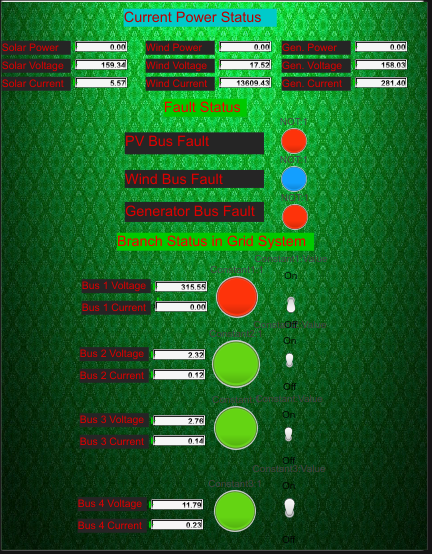 Current Power Status
Solar Power 0.00 Wind Power 0.00 Gen. Power 0.00
Solar Voltage 159.34 Wind Voltage 17.52 Gen. Voltage 158.03
Solar Current 5.57 Wind Current 13609.43 Gen. Current 281.40
Fault Status
NOT
PV Bus Fault
NOT
Wind Bus Fault
Generator Bus Fault
Branch Status in Grid System
On
Bus 1 Voltage 315.55
Bus 1 Current 0.00
Off
On
Bus 2 Voltage 2.32
Bus 2 Current 0.12
Off
On
Bus 3 Voltage 2.76
Bus 3 Current 0.14
Off
Constants Value
On
Bus 4 Voltage 11.79
Bus 4 Current 0.23
Off